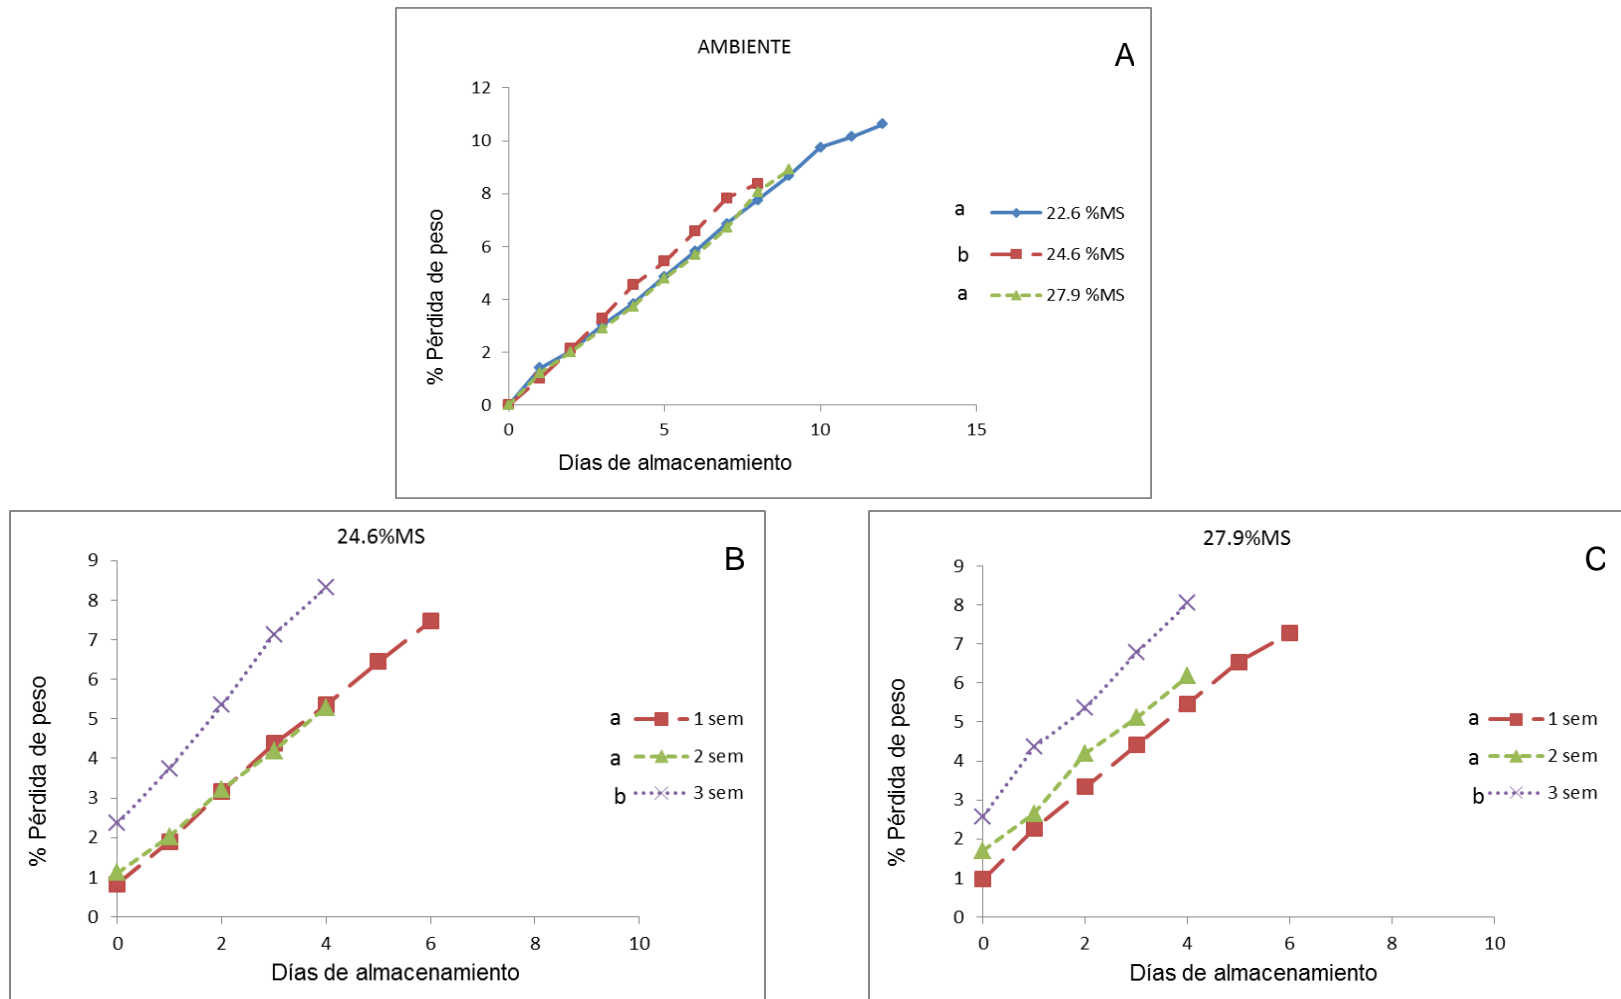 AMBIENTE
A
12
10
8
6
4
2
0
0 5 10 15
% Pérdida de peso
Días de almacenamiento
a 22.6 %MS
b 24.6 %MS
a 27.9 %MS
24.6%MS
B
9
8
7
6
5
4
3
2
1
0
0 2 4 6 8 10
% Pérdida de peso
Días de almacenamiento
a 1 sem
a 2 sem
b 3 sem
27.9%MS
C
9
8
7
6
5
4
3
2
1
0
0 2 4 6 8 10
% Pérdida de peso
Días de almacenamiento
a 1 sem
a 2 sem
b 3 sem